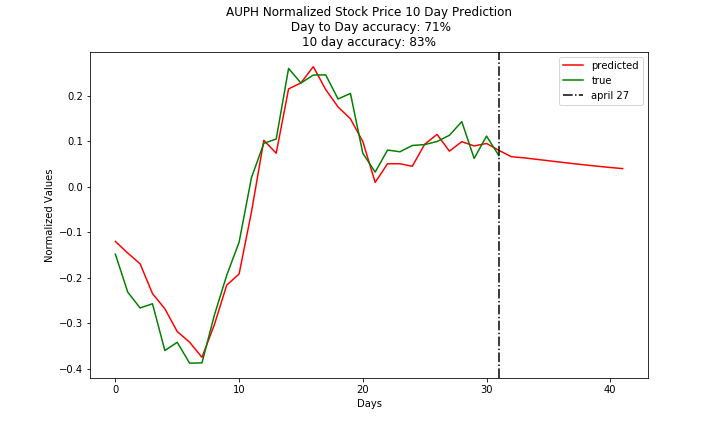 AUPH Normalized Stock Price 10 Day Prediction
Day to Day accuracy: 71%
10 day accuracy: 83%
predicted
true
april 27
Normalized Values
0.2
0.1
0.0
−0.1
−0.2
−0.3
−0.4
0 10 20 30 40
Days